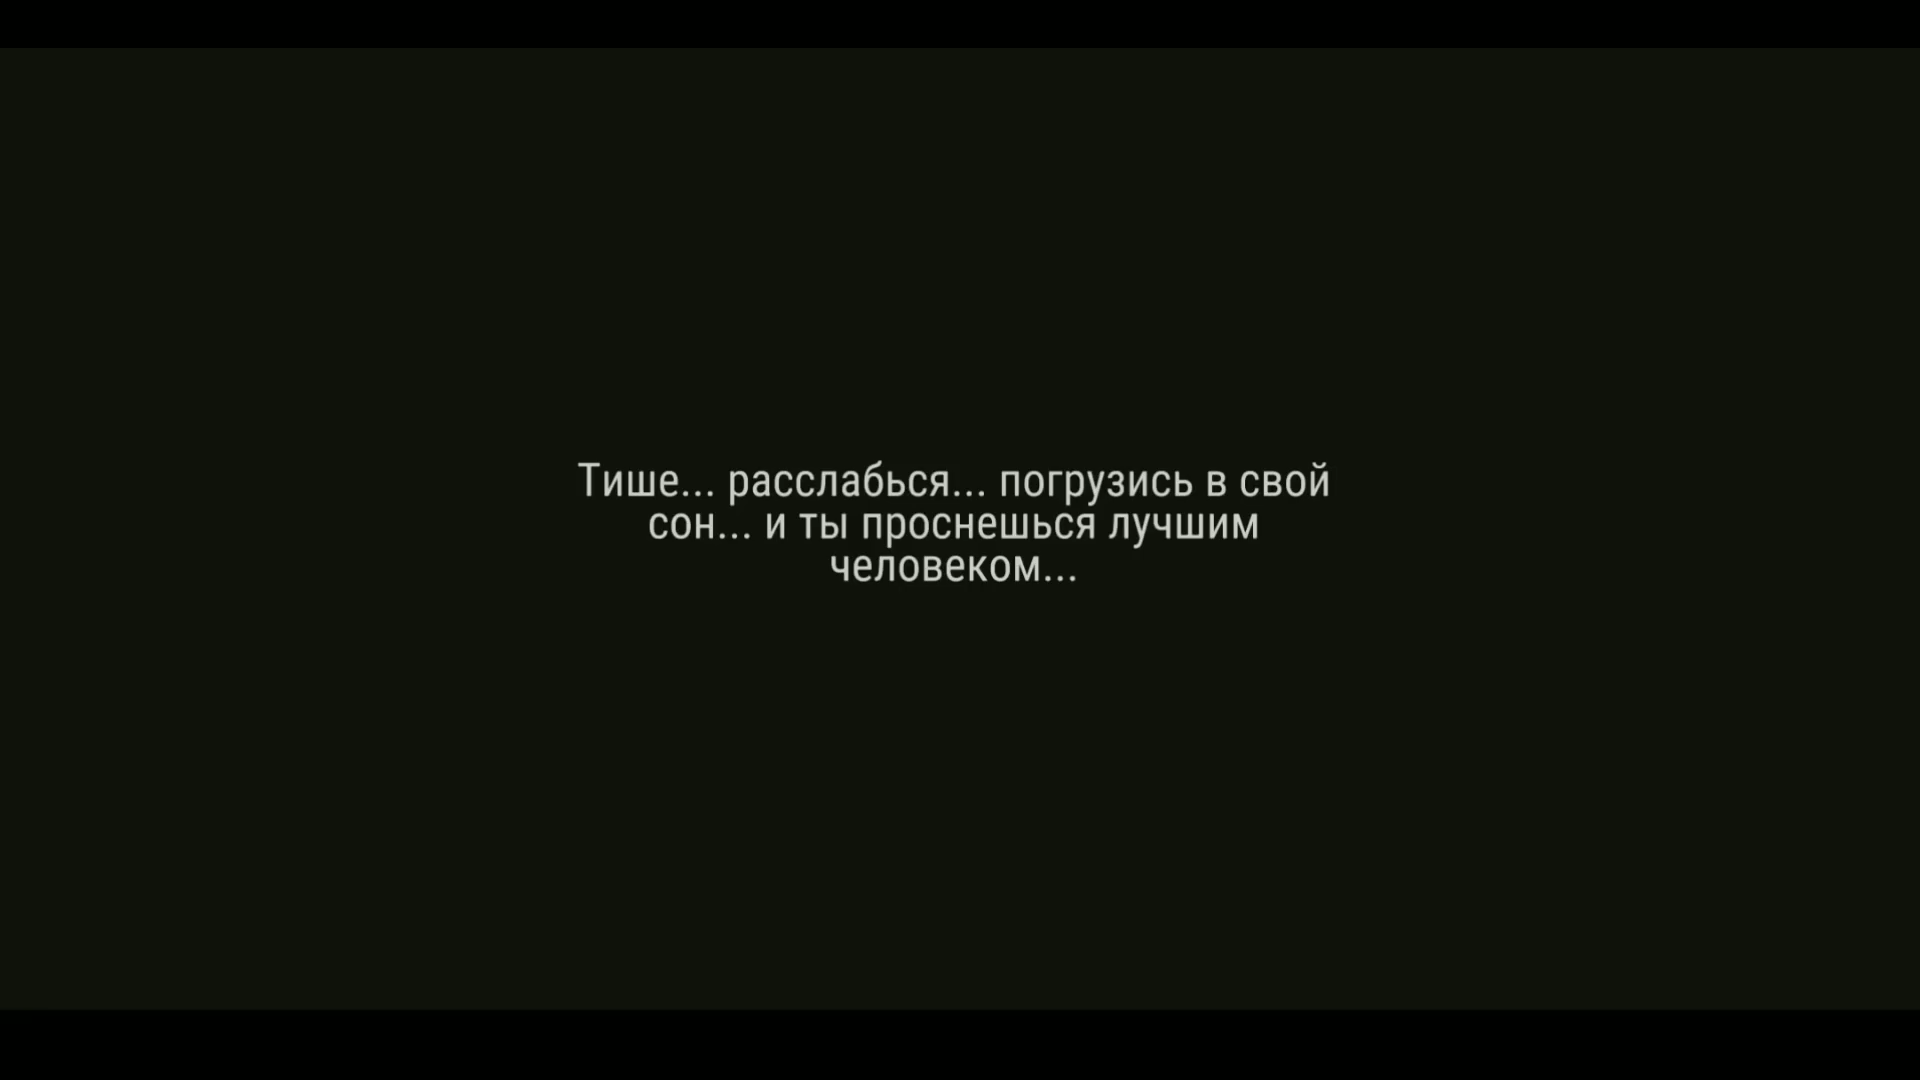 Тише... расслабься... погрузись в свой
сон... и ты проснешься лучшим
человеком...